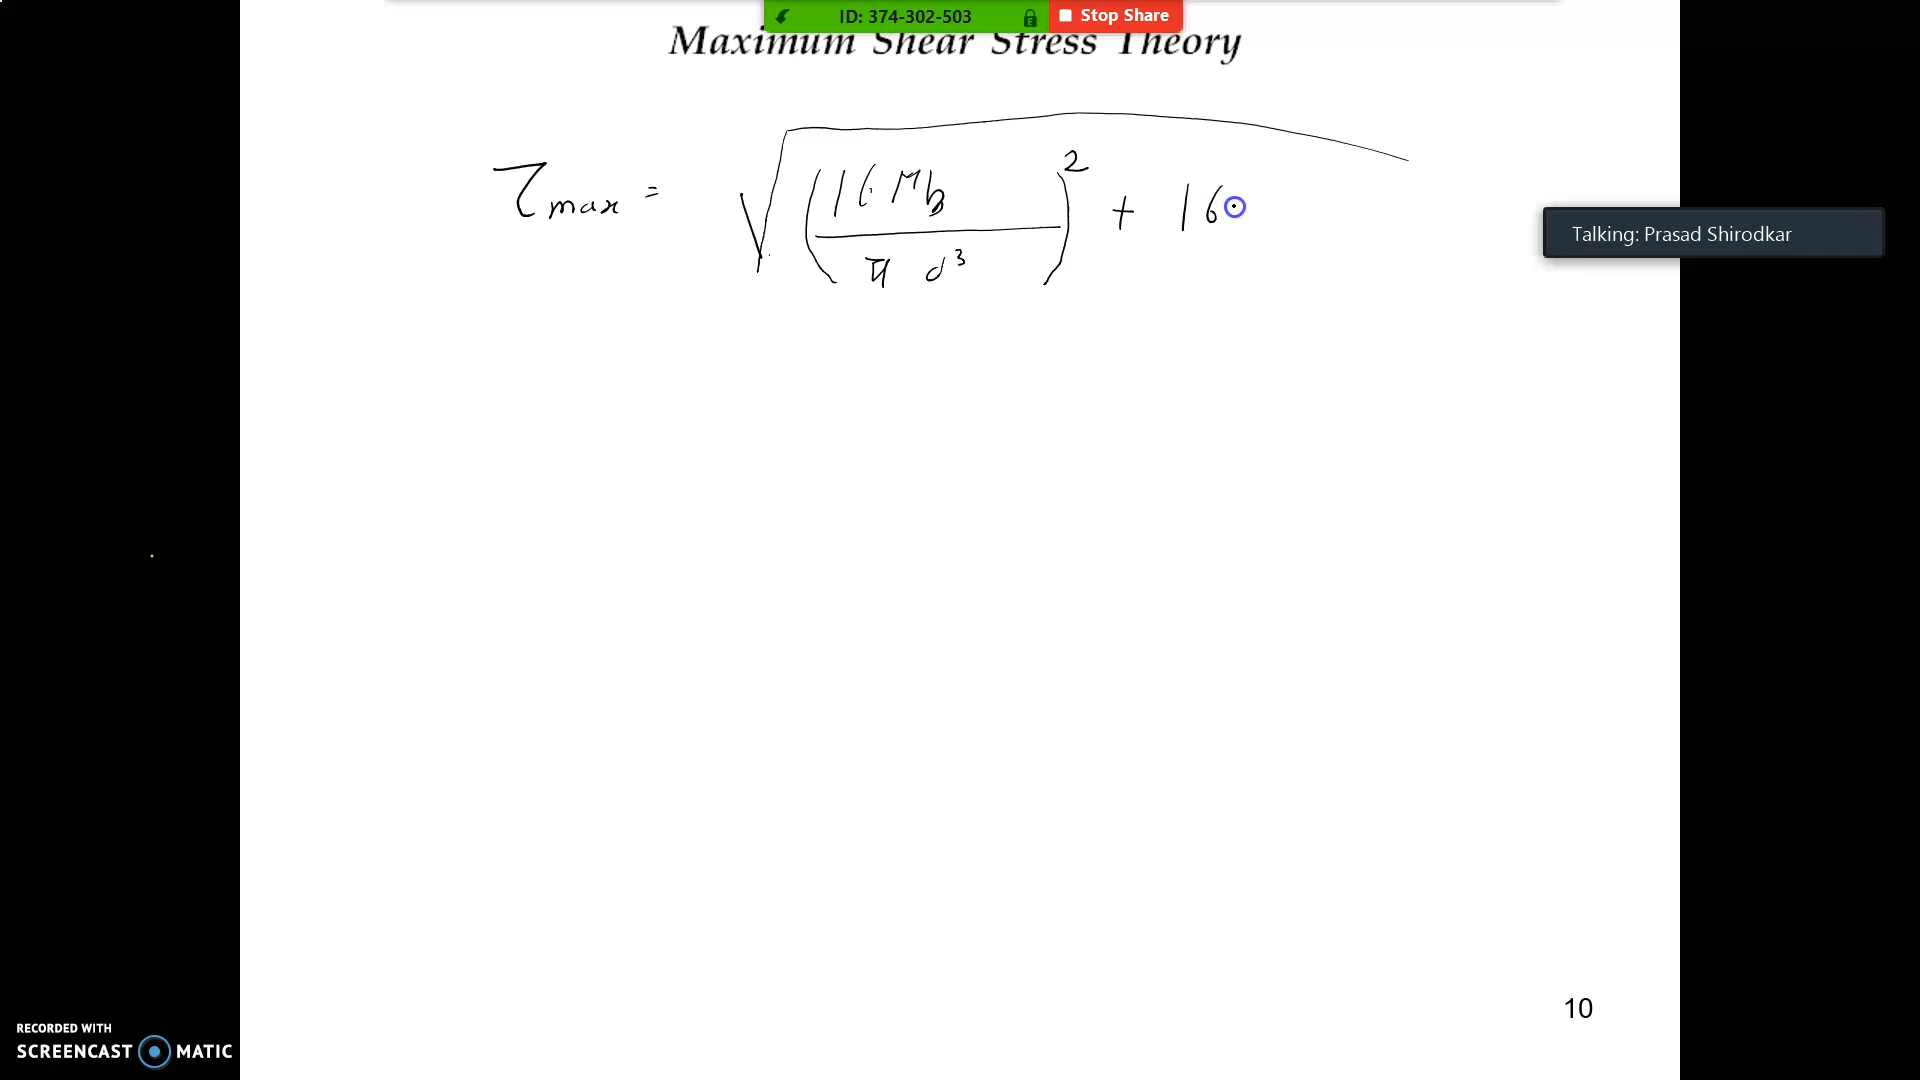 ID: 374-302-503 Stop Share
Maximum Shear Stress Theory
τmax = √(16 Mb / π d³)² + 16
Talking: Prasad Shirodkar
10
RECORDED WITH
SCREENCAST MATIC